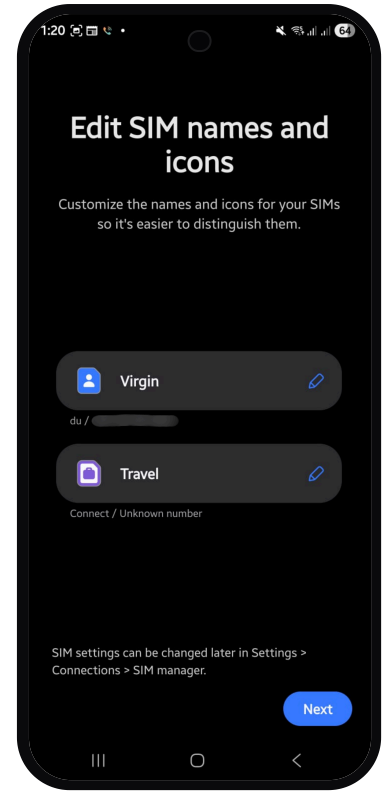 1:20
64
Edit SIM names and
icons
Customize the names and icons for your SIMs
so it's easier to distinguish them.
Virgin
du /
Travel
Connect / Unknown number
SIM settings can be changed later in Settings >
Connections > SIM manager.
Next